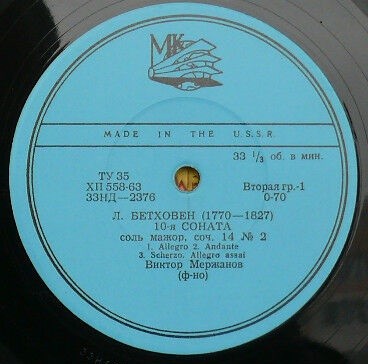 МК
MADE IN THE U.S.S.R.
33 1/3 об. в мин.
ТУ 35
ХП 558-63
33НД—2376
Вторая гр.-1
0-70
Л. БЕТХОВЕН (1770—1827)
10-я СОНАТА
соль мажор, соч. 14 № 2
1. Allegro 2. Andante
3. Scherzo. Allegro assai
Виктор Мержанов
(ф-но)